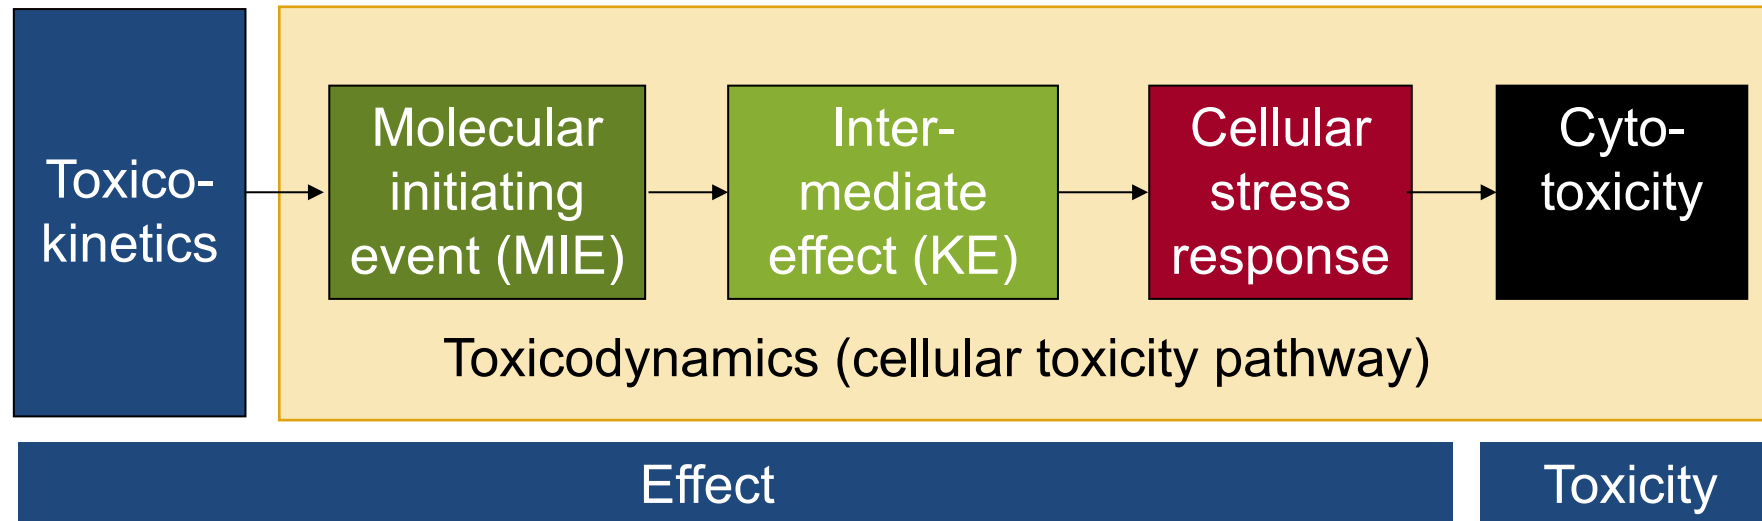 Toxico-
kinetics
Molecular
initiating
event (MIE)
Inter-
mediate
effect (KE)
Cellular
stress
response
Cyto-
toxicity
Toxicodynamics (cellular toxicity pathway)
Effect
Toxicity